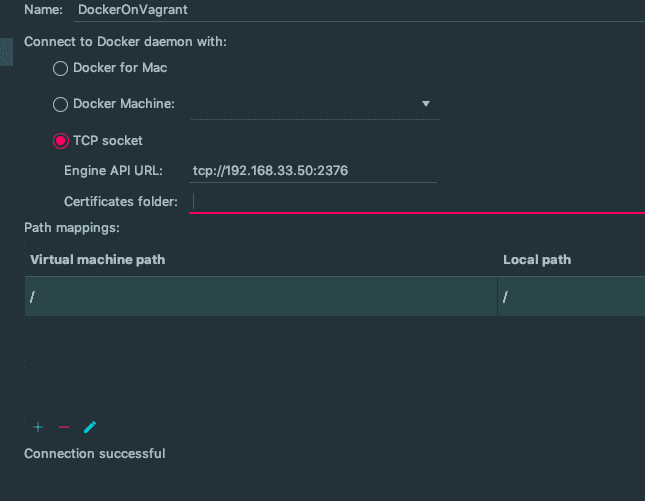 Name: DockerOnVagrant
Connect to Docker daemon with:
Docker for Mac
Docker Machine:
TCP socket
Engine API URL: tcp://192.168.33.50:2376
Certificates folder:
Path mappings:
Virtual machine path Local path
/ /
Connection successful